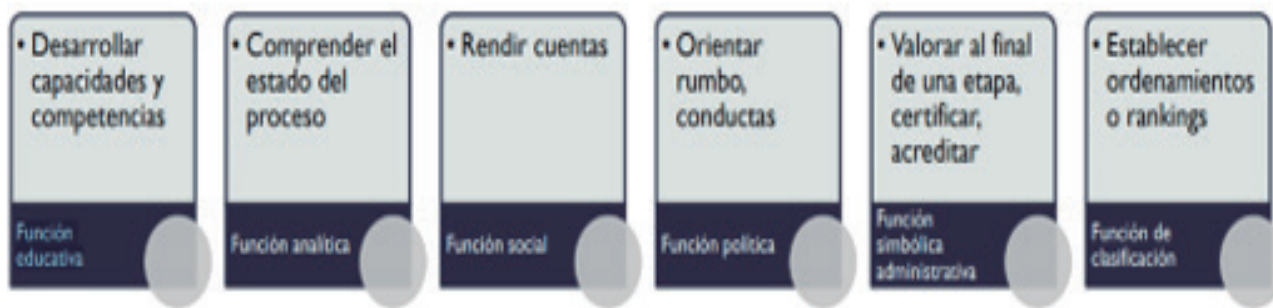 • Desarrollar
capacidades y
competencias
Función
educativa
• Comprender el
estado del
proceso
Función analítica
• Rendir cuentas
Función social
• Orientar
rumbo,
conductas
Función política
• Valorar al final
de una etapa,
certificar,
acreditar
Función
simbólica
administrativa
• Establecer
ordenamientos
o rankings
Función de
clasificación